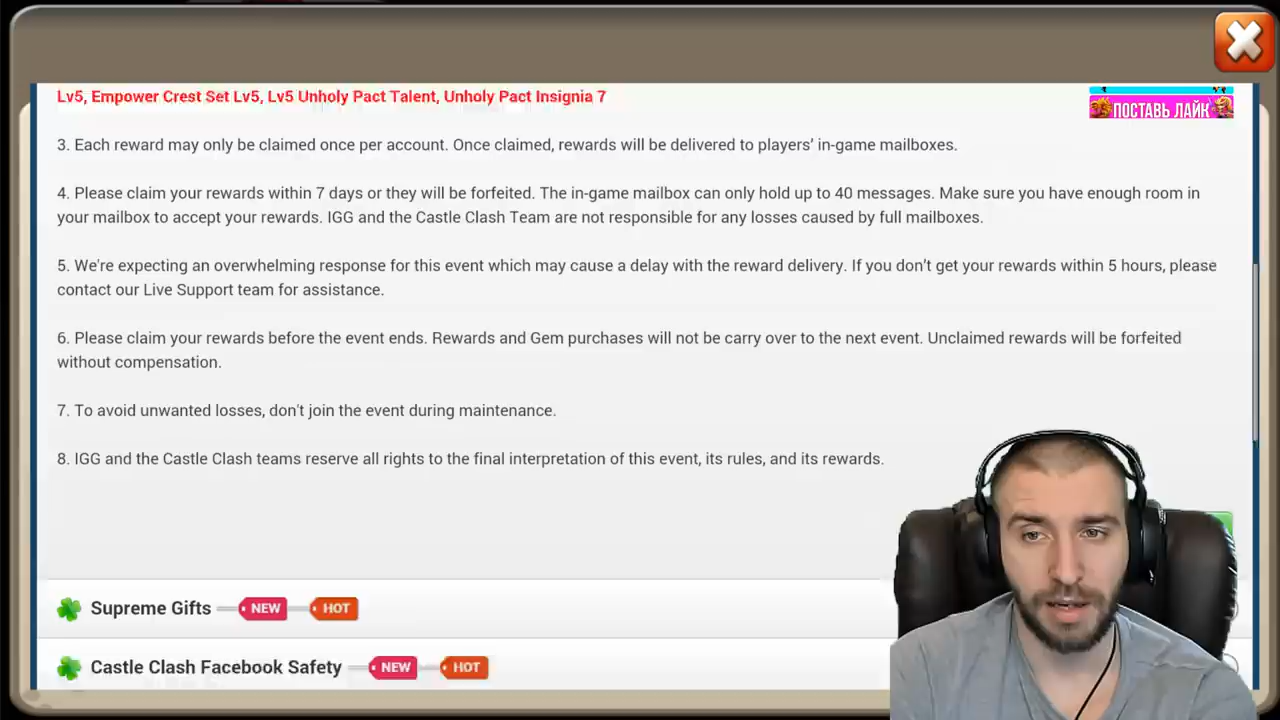 Lv5, Empower Crest Set Lv5, Lv5 Unholy Pact Talent, Unholy Pact Insignia 7
ПОСТАВЬ ЛАЙК
3. Each reward may only be claimed once per account. Once claimed, rewards will be delivered to players' in-game mailboxes.
4. Please claim your rewards within 7 days or they will be forfeited. The in-game mailbox can only hold up to 40 messages. Make sure you have enough room in
your mailbox to accept your rewards. IGG and the Castle Clash Team are not responsible for any losses caused by full mailboxes.
5. We're expecting an overwhelming response for this event which may cause a delay with the reward delivery. If you don't get your rewards within 5 hours, please
contact our Live Support team for assistance.
6. Please claim your rewards before the event ends. Rewards and Gem purchases will not be carry over to the next event. Unclaimed rewards will be forfeited
without compensation.
7. To avoid unwanted losses, don't join the event during maintenance.
8. IGG and the Castle Clash teams reserve all rights to the final interpretation of this event, its rules, and its rewards.
Supreme Gifts NEW HOT
Castle Clash Facebook Safety NEW HOT